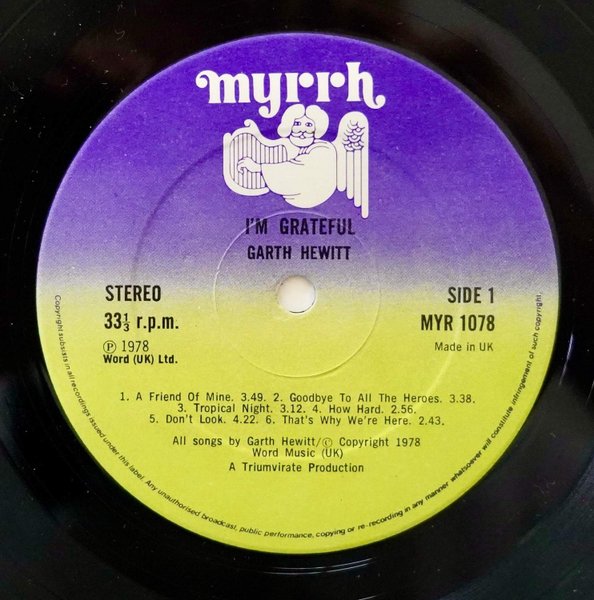 myrrh
I'M GRATEFUL
GARTH HEWITT
STEREO
33⅓ r.p.m.
Ⓟ 1978
Word (UK) Ltd.
SIDE 1
MYR 1078
Made in UK
1. A Friend Of Mine. 3.49. 2. Goodbye To All The Heroes. 3.38.
3. Tropical Night. 3.12. 4. How Hard. 2.56.
5. Don't Look. 4.22. 6. That's Why We're Here. 2.43.
All songs by Garth Hewitt/© Copyright 1978
Word Music (UK)
A Triumvirate Production
Copyright subsists in all recordings issued under this label. Any unauthorised broadcast, public performance, copying or re-recording in any manner whatsoever will constitute infringement of such copyright